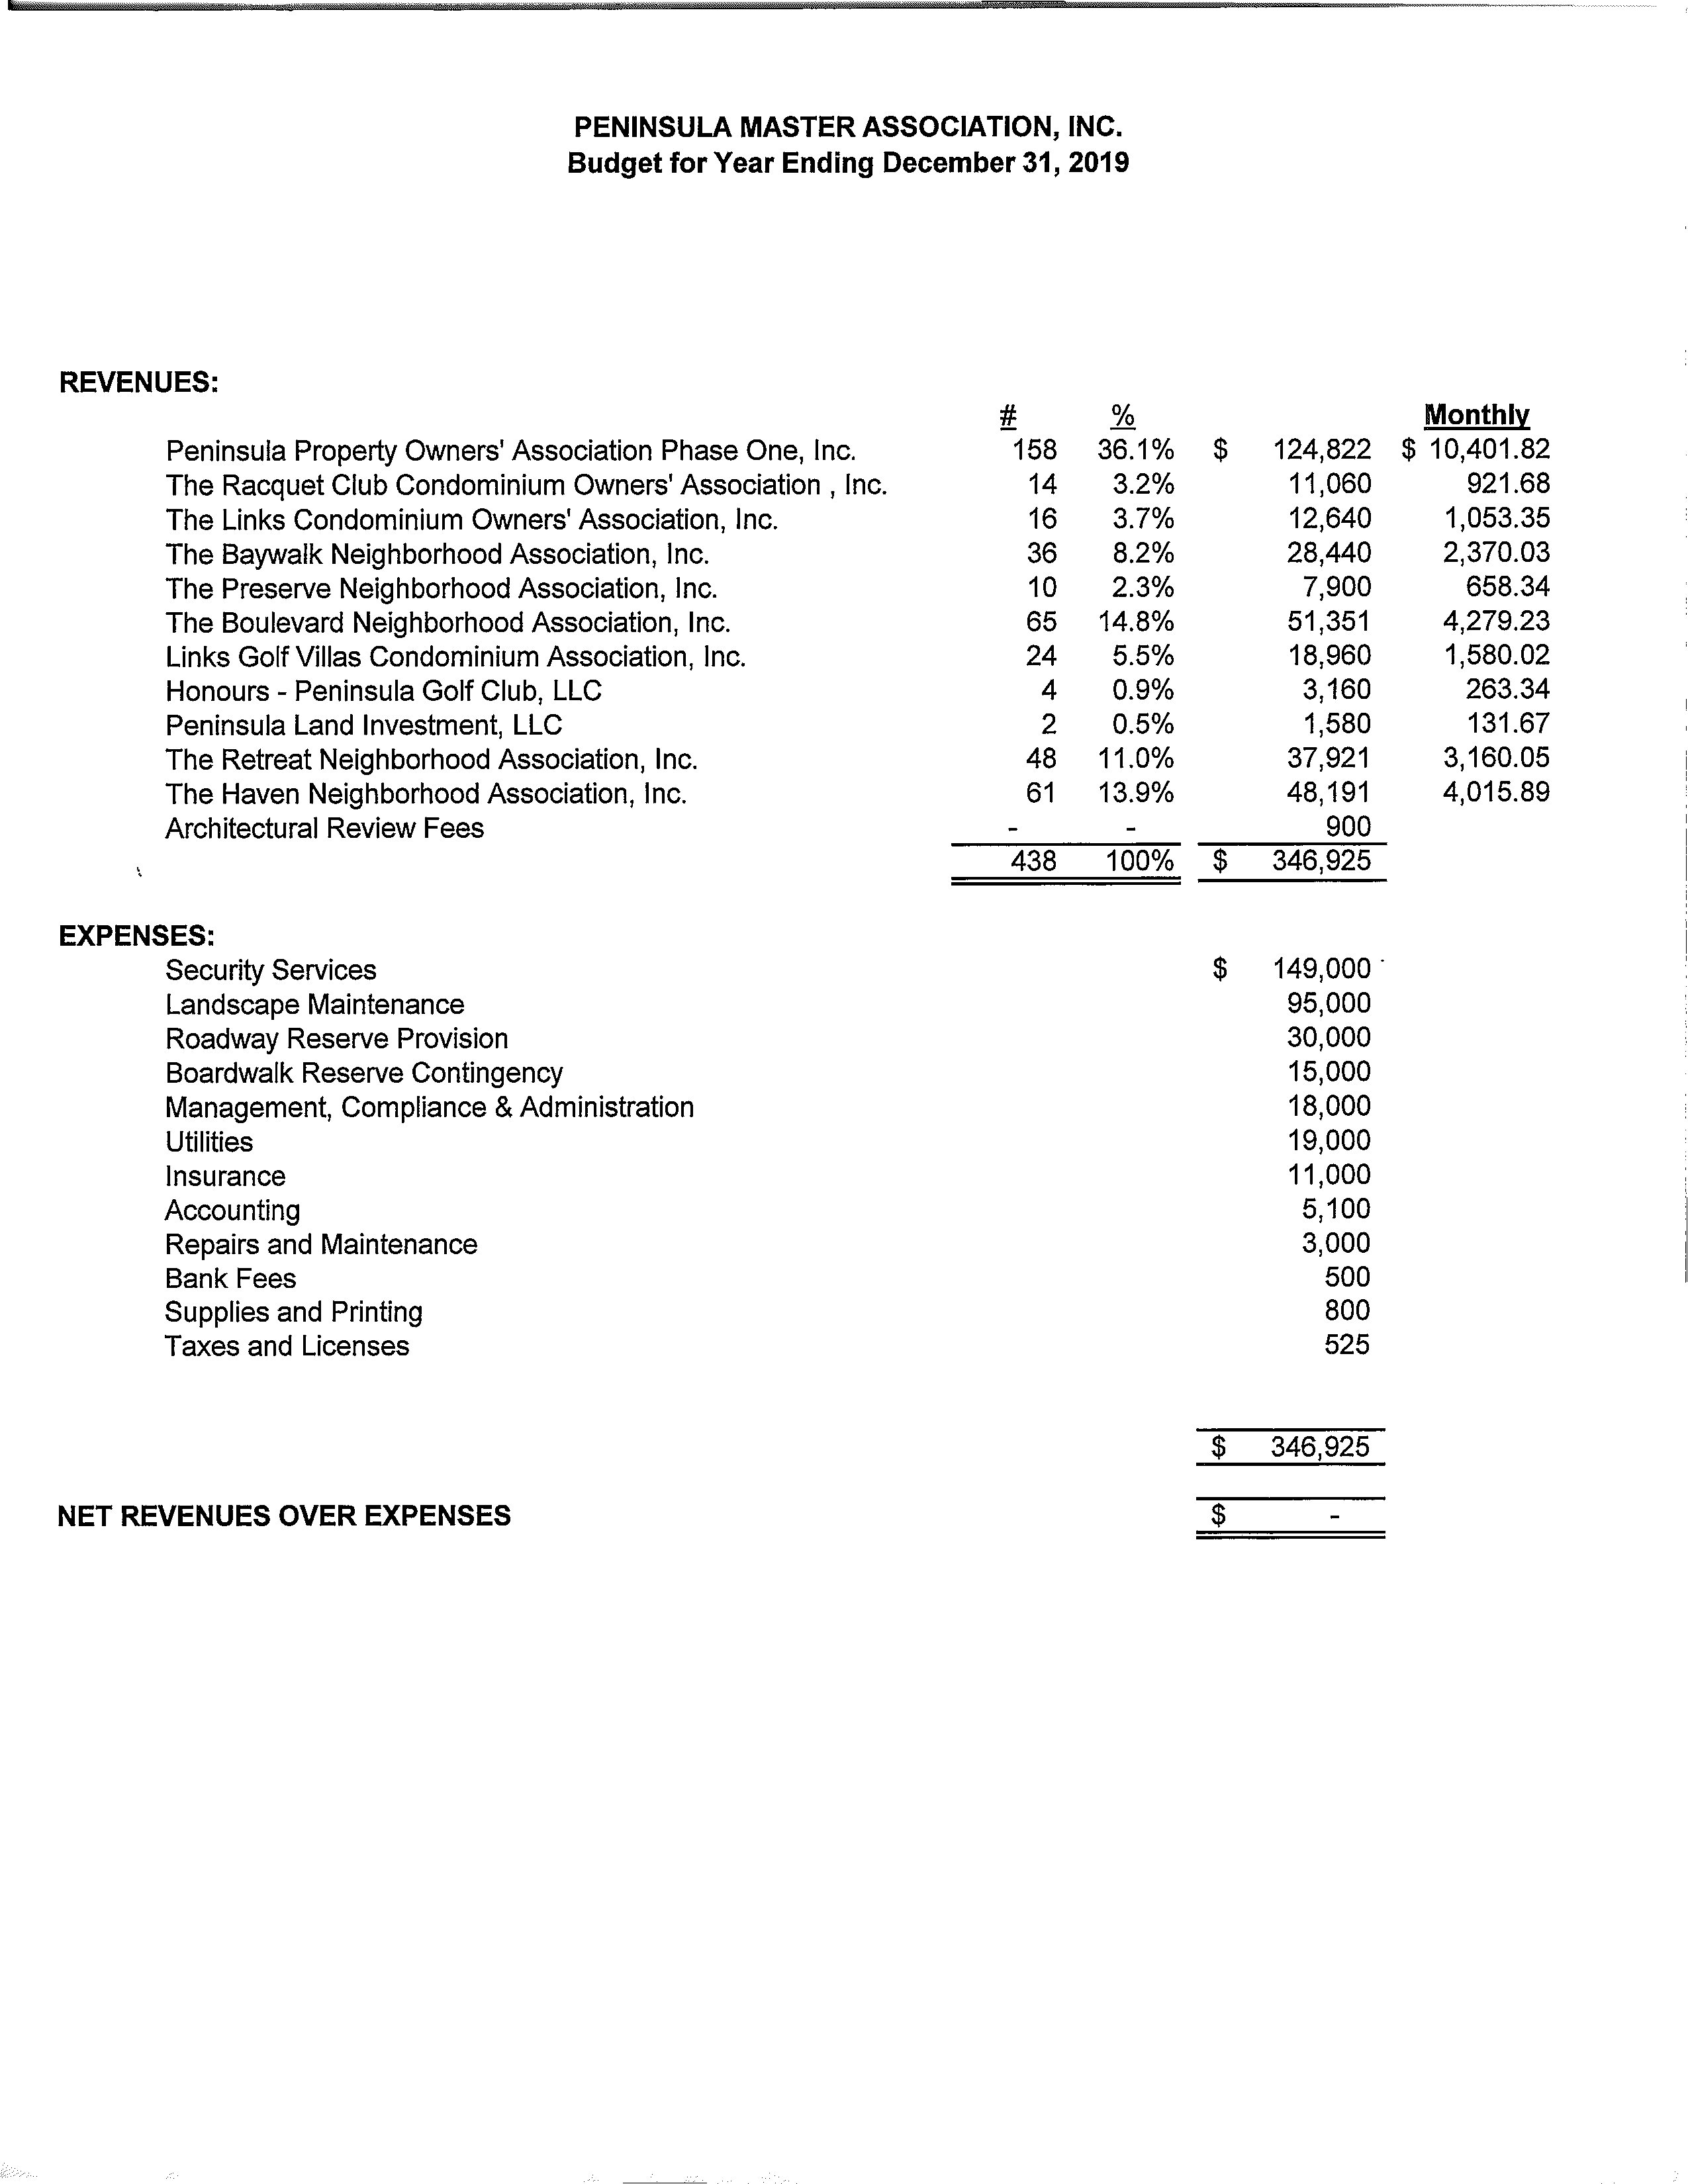 PENINSULA MASTER ASSOCIATION, INC.
Budget for Year Ending December 31, 2019
REVENUES:
# % Monthly
Peninsula Property Owners' Association Phase One, Inc. 158 36.1% $ 124,822 $ 10,401.82
The Racquet Club Condominium Owners' Association , Inc. 14 3.2% 11,060 921.68
The Links Condominium Owners' Association, Inc. 16 3.7% 12,640 1,053.35
The Baywalk Neighborhood Association, Inc. 36 8.2% 28,440 2,370.03
The Preserve Neighborhood Association, Inc. 10 2.3% 7,900 658.34
The Boulevard Neighborhood Association, Inc. 65 14.8% 51,351 4,279.23
Links Golf Villas Condominium Association, Inc. 24 5.5% 18,960 1,580.02
Honours - Peninsula Golf Club, LLC 4 0.9% 3,160 263.34
Peninsula Land Investment, LLC 2 0.5% 1,580 131.67
The Retreat Neighborhood Association, Inc. 48 11.0% 37,921 3,160.05
The Haven Neighborhood Association, Inc. 61 13.9% 48,191 4,015.89
Architectural Review Fees - - 900
438 100% $ 346,925
EXPENSES:
Security Services $ 149,000
Landscape Maintenance 95,000
Roadway Reserve Provision 30,000
Boardwalk Reserve Contingency 15,000
Management, Compliance & Administration 18,000
Utilities 19,000
Insurance 11,000
Accounting 5,100
Repairs and Maintenance 3,000
Bank Fees 500
Supplies and Printing 800
Taxes and Licenses 525
$ 346,925
NET REVENUES OVER EXPENSES $ -